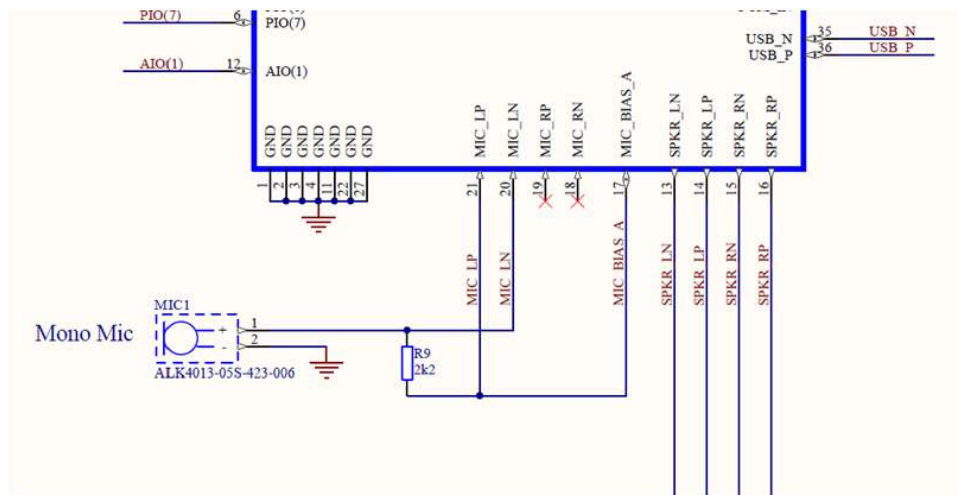 PIO(7)
6
PIO(7)
AIO(1)
12
AIO(1)
USB_N
35
USB_N
USB_P
36
USB_P
GND
GND
GND
GND
GND
GND
GND
MIC_LP
MIC_LN
MIC_RP
MIC_RN
MIC_BIAS_A
SPKR_LN
SPKR_LP
SPKR_RN
SPKR_RP
1
2
3
4
11
22
27
21
20
19
18
17
13
14
15
16
MIC_LP
MIC_LN
MIC_BIAS_A
SPKR_LN
SPKR_LP
SPKR_RN
SPKR_RP
MIC1
Mono Mic
+
1
-
2
R9
2k2
ALK4013-05S-423-006